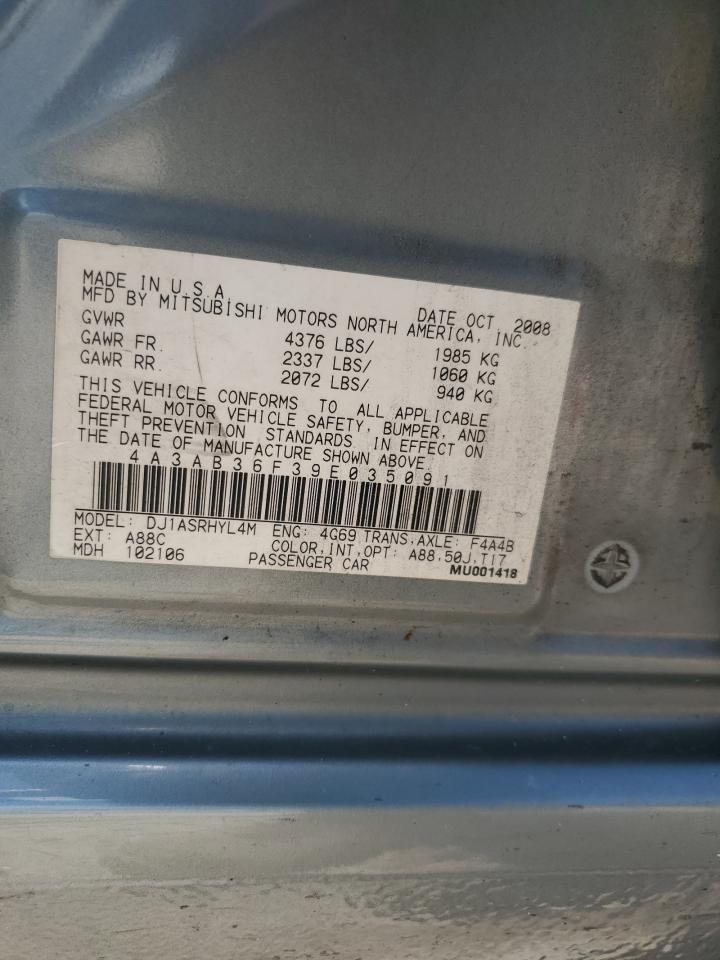 MADE IN U.S.A. DATE OCT. 2008
MFD BY MITSUBISHI MOTORS NORTH AMERICA, INC.
GVWR 4376 LBS/ 1985 KG
GAWR FR. 2337 LBS/ 1060 KG
GAWR RR. 2072 LBS/ 940 KG
THIS VEHICLE CONFORMS TO ALL APPLICABLE
FEDERAL MOTOR VEHICLE SAFETY, BUMPER, AND
THEFT PREVENTION STANDARDS IN EFFECT ON
THE DATE OF MANUFACTURE SHOWN ABOVE.
4A3AB36F39E035091
MODEL: DJ1ASRHYL4M ENG: 4G69 TRANS,AXLE: F4A4B
EXT: A88C COLOR,INT,OPT: A88,50J,T17
MDH 102106 PASSENGER CAR MU001418